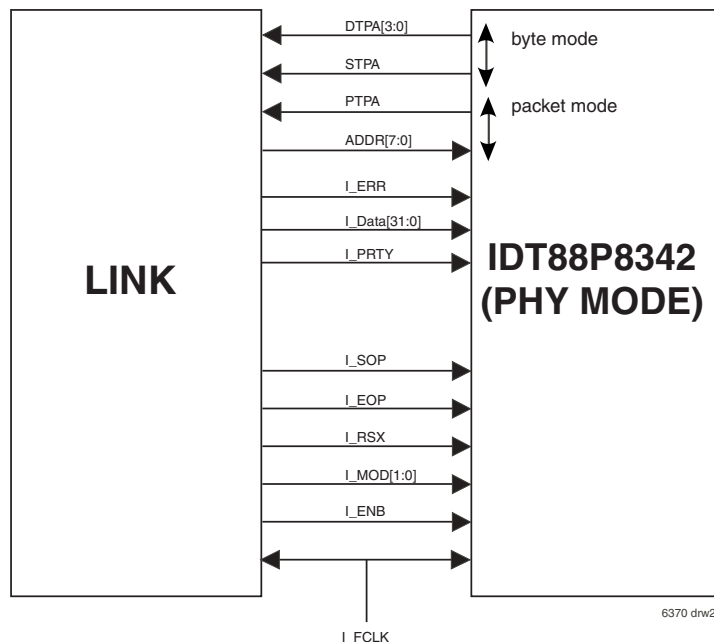 DTPA[3:0]
byte mode
STPA
PTPA
packet mode
ADDR[7:0]
I_ERR
I_Data[31:0]
I_PRTY
LINK
IDT88P8342
(PHY MODE)
I_SOP
I_EOP
I_RSX
I_MOD[1:0]
I_ENB
6370 drw2
I_FCLK